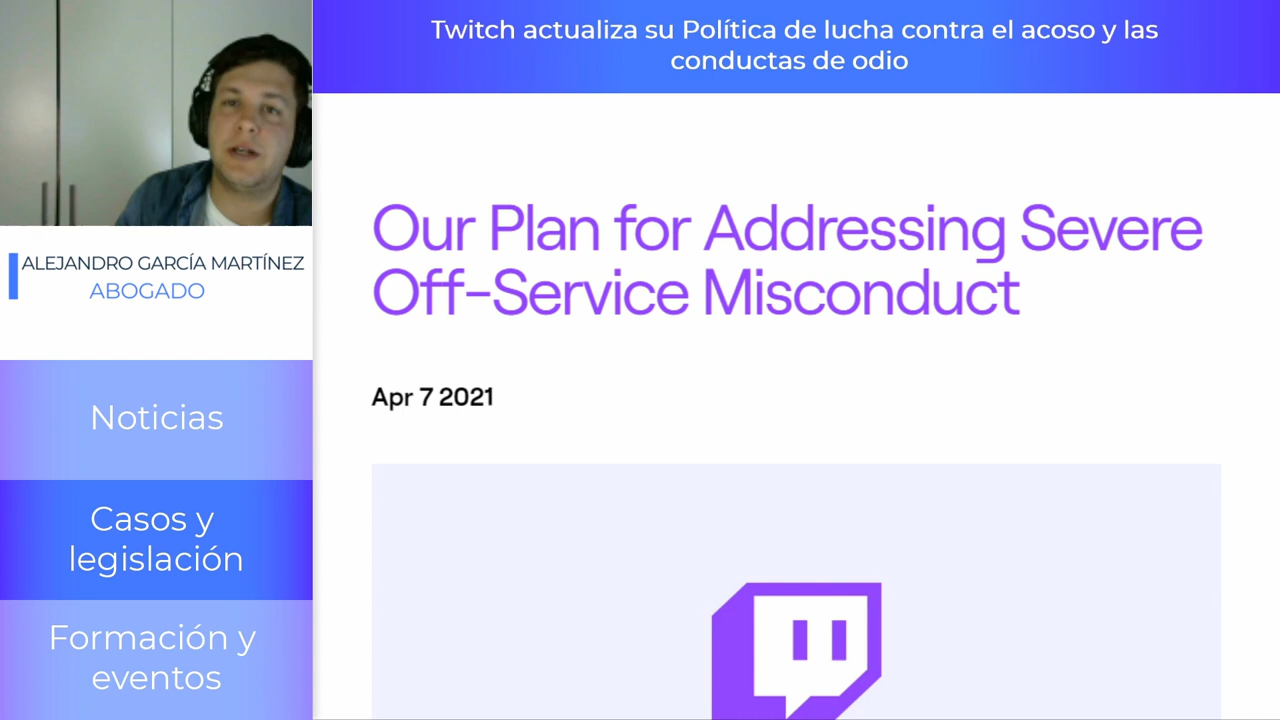 Twitch actualiza su Política de lucha contra el acoso y las
conductas de odio
ALEJANDRO GARCÍA MARTÍNEZ
ABOGADO
Noticias
Casos y
legislación
Formación y
eventos
Our Plan for Addressing Severe
Off-Service Misconduct
Apr 7 2021